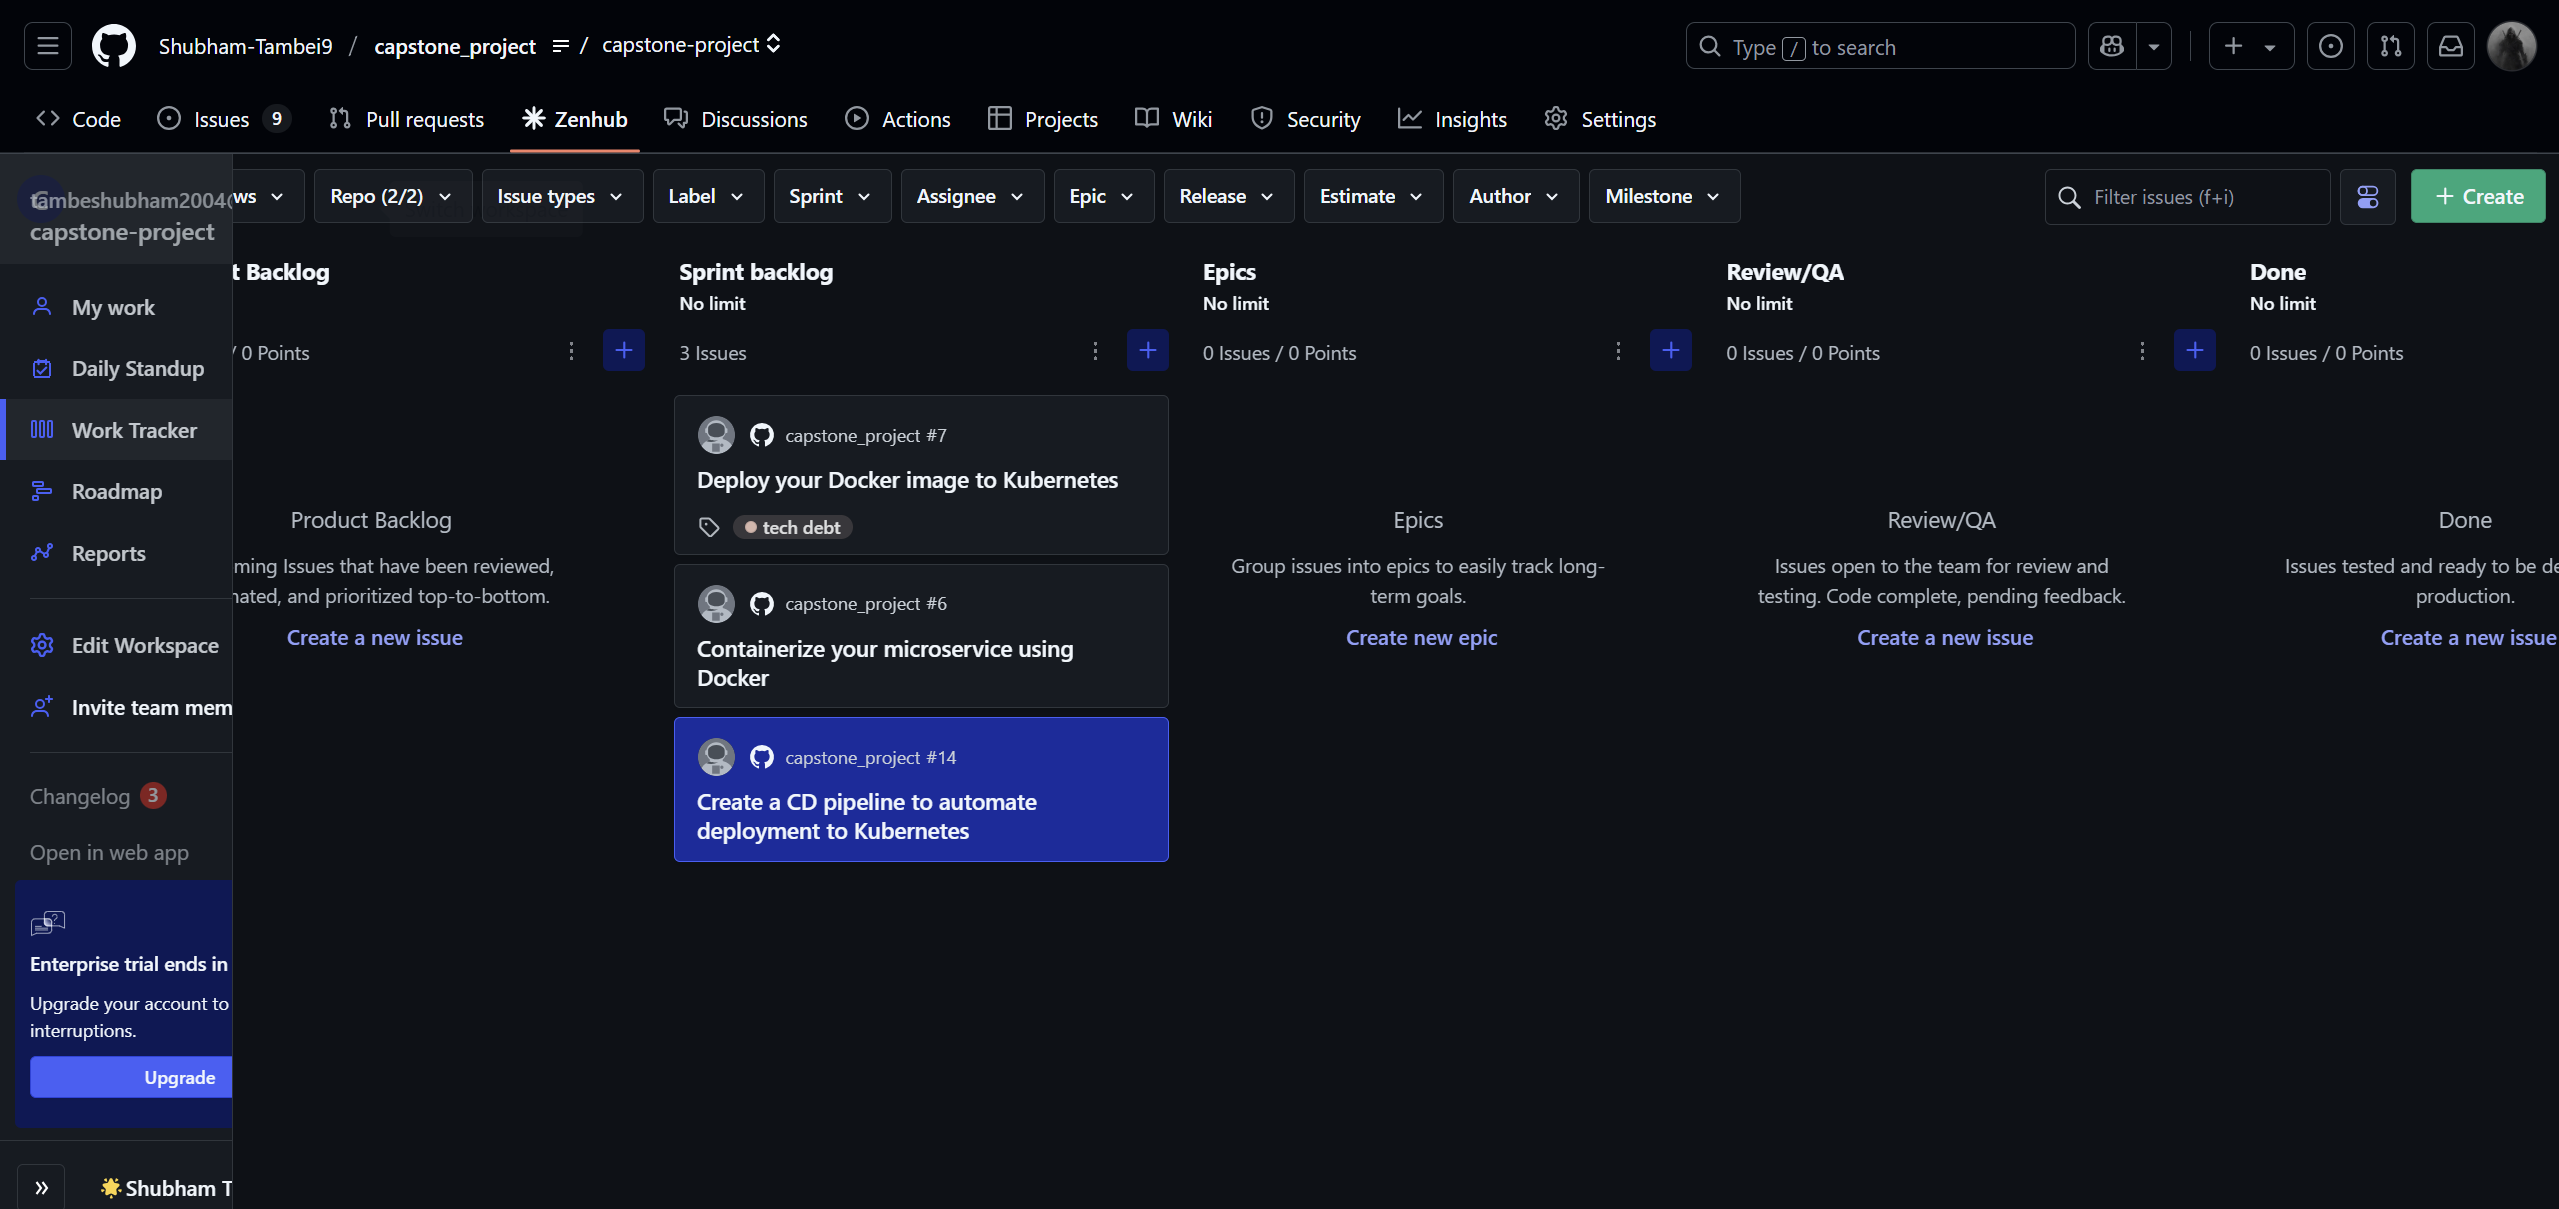 Shubham-Tambei9 / capstone_project / capstone-project
Type / to search
Code
Issues 9
Pull requests
Zenhub
Discussions
Actions
Projects
Wiki
Security
Insights
Settings
tambeshubham2004
capstone-project
My work
Daily Standup
Work Tracker
Roadmap
Reports
Edit Workspace
Invite team mem
Changelog 3
Open in web app
Enterprise trial ends in
Upgrade your account to
interruptions.
Upgrade
Shubham T
ws
Repo (2/2)
Issue types
Label
Sprint
Assignee
Epic
Release
Estimate
Author
Milestone
Filter issues (f+i)
+ Create
t Backlog
/ 0 Points
Product Backlog
ming Issues that have been reviewed,
nated, and prioritized top-to-bottom.
Create a new issue
Sprint backlog
No limit
3 Issues
capstone_project #7
Deploy your Docker image to Kubernetes
tech debt
capstone_project #6
Containerize your microservice using
Docker
capstone_project #14
Create a CD pipeline to automate
deployment to Kubernetes
Epics
No limit
0 Issues / 0 Points
Epics
Group issues into epics to easily track long-
term goals.
Create new epic
Review/QA
No limit
0 Issues / 0 Points
Review/QA
Issues open to the team for review and
testing. Code complete, pending feedback.
Create a new issue
Done
No limit
0 Issues / 0 Points
Done
Issues tested and ready to be de
production.
Create a new issue